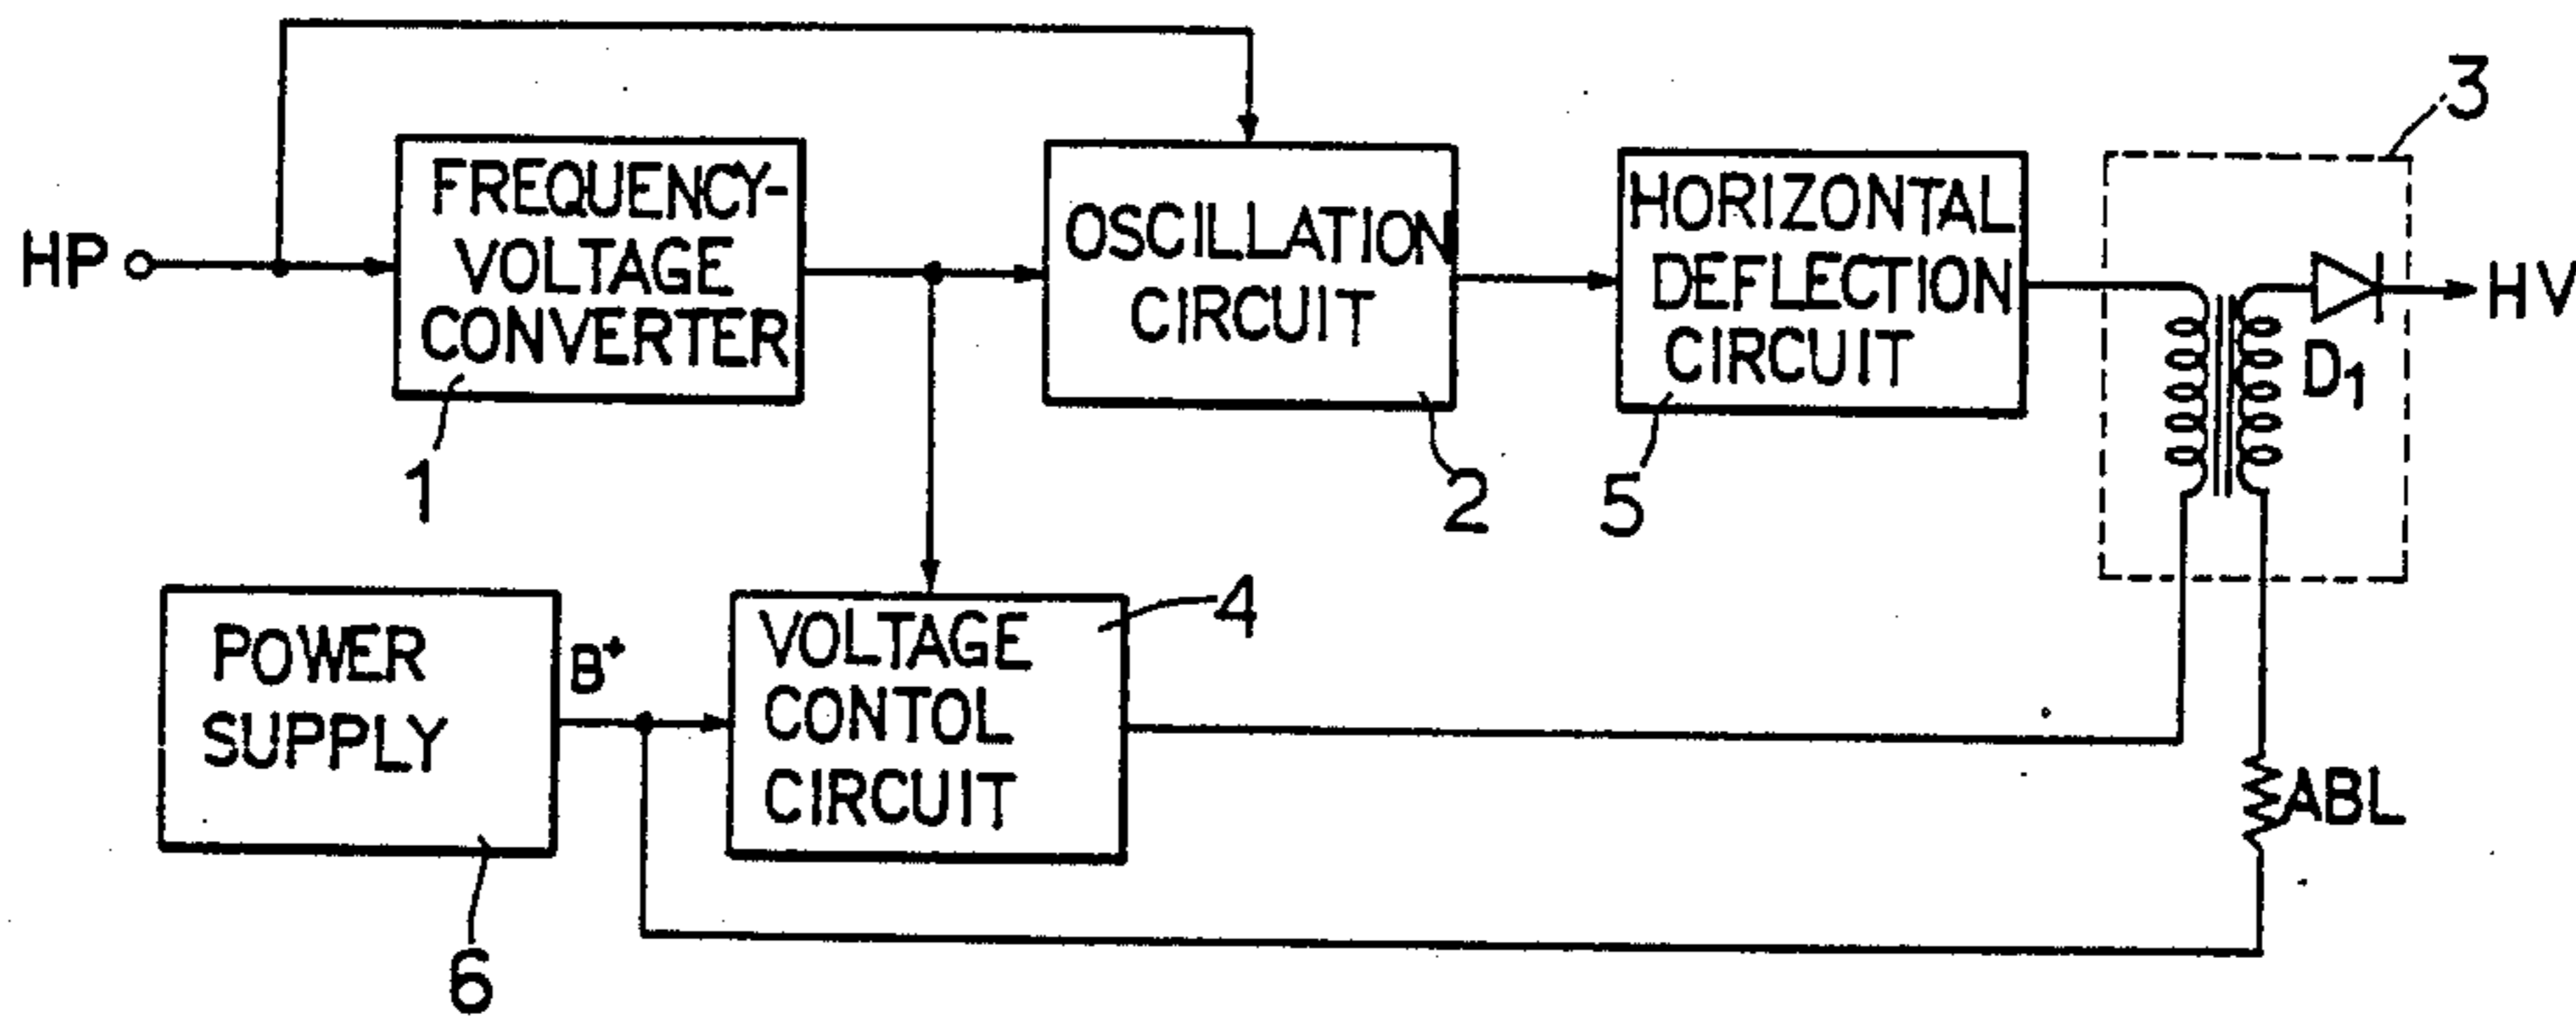 HP
FREQUENCY-
VOLTAGE
CONVERTER
1
OSCILLATION
CIRCUIT
2
HORIZONTAL
DEFLECTION
CIRCUIT
5
3
D1
HV
POWER
SUPPLY
6
B+
VOLTAGE
CONTOL
CIRCUIT
4
ABL